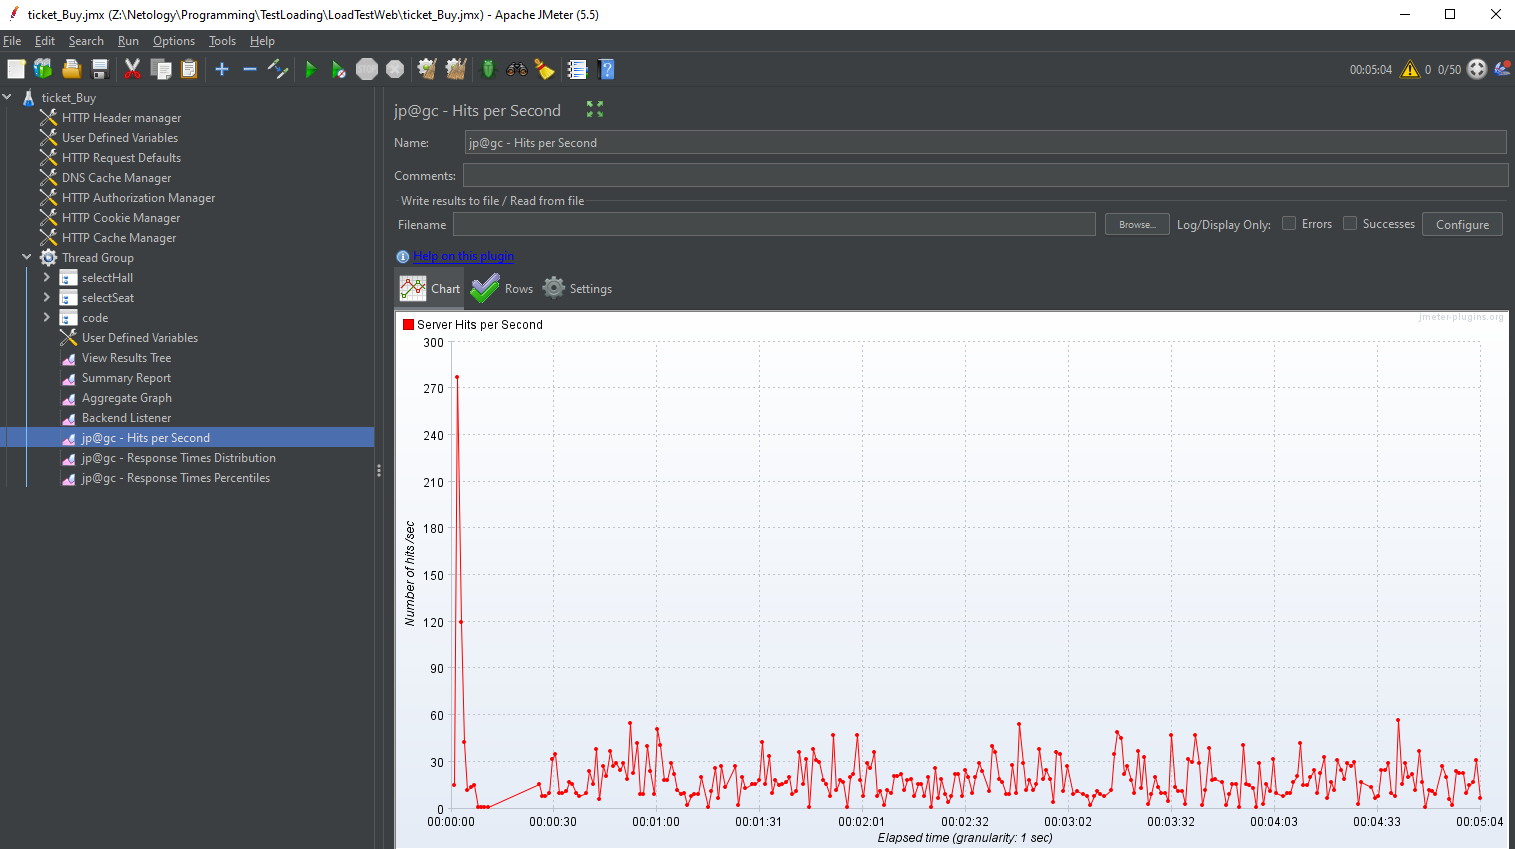 ticket_Buy.jmx (Z:\Netology\Programming\TestLoading\LoadTestWeb\ticket_Buy.jmx) - Apache JMeter (5.5)
File Edit Search Run Options Tools Help
00:05:04 0 0/50
ticket_Buy
HTTP Header manager
User Defined Variables
HTTP Request Defaults
DNS Cache Manager
HTTP Authorization Manager
HTTP Cookie Manager
HTTP Cache Manager
Thread Group
selectHall
selectSeat
code
User Defined Variables
View Results Tree
Summary Report
Aggregate Graph
Backend Listener
jp@gc - Hits per Second
jp@gc - Response Times Distribution
jp@gc - Response Times Percentiles
jp@gc - Hits per Second
Name: jp@gc - Hits per Second
Comments:
Write results to file / Read from file
Filename Browse... Log/Display Only: Errors Successes Configure
Help on this plugin
Chart Rows Settings
jmeter-plugins.org
Server Hits per Second
300
270
240
210
180
150
120
90
60
30
0
Number of hits /sec
00:00:00 00:00:30 00:01:00 00:01:31 00:02:01 00:02:32 00:03:02 00:03:32 00:04:03 00:04:33 00:05:04
Elapsed time (granularity: 1 sec)